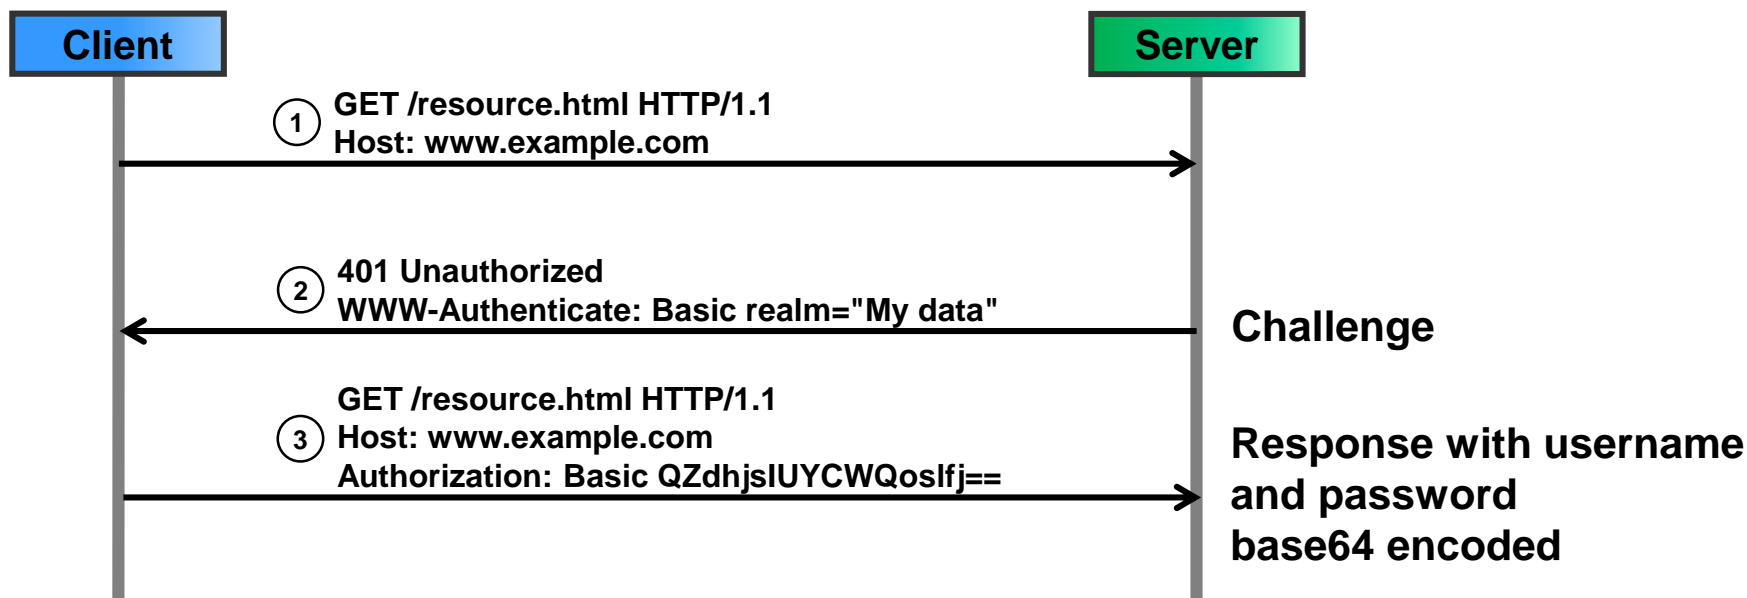 Client
Server
1
GET /resource.html HTTP/1.1
Host: www.example.com
2
401 Unauthorized
WWW-Authenticate: Basic realm="My data"
Challenge
3
GET /resource.html HTTP/1.1
Host: www.example.com
Authorization: Basic QZdhjsIUYCWQosIfj==
Response with username
and password
base64 encoded